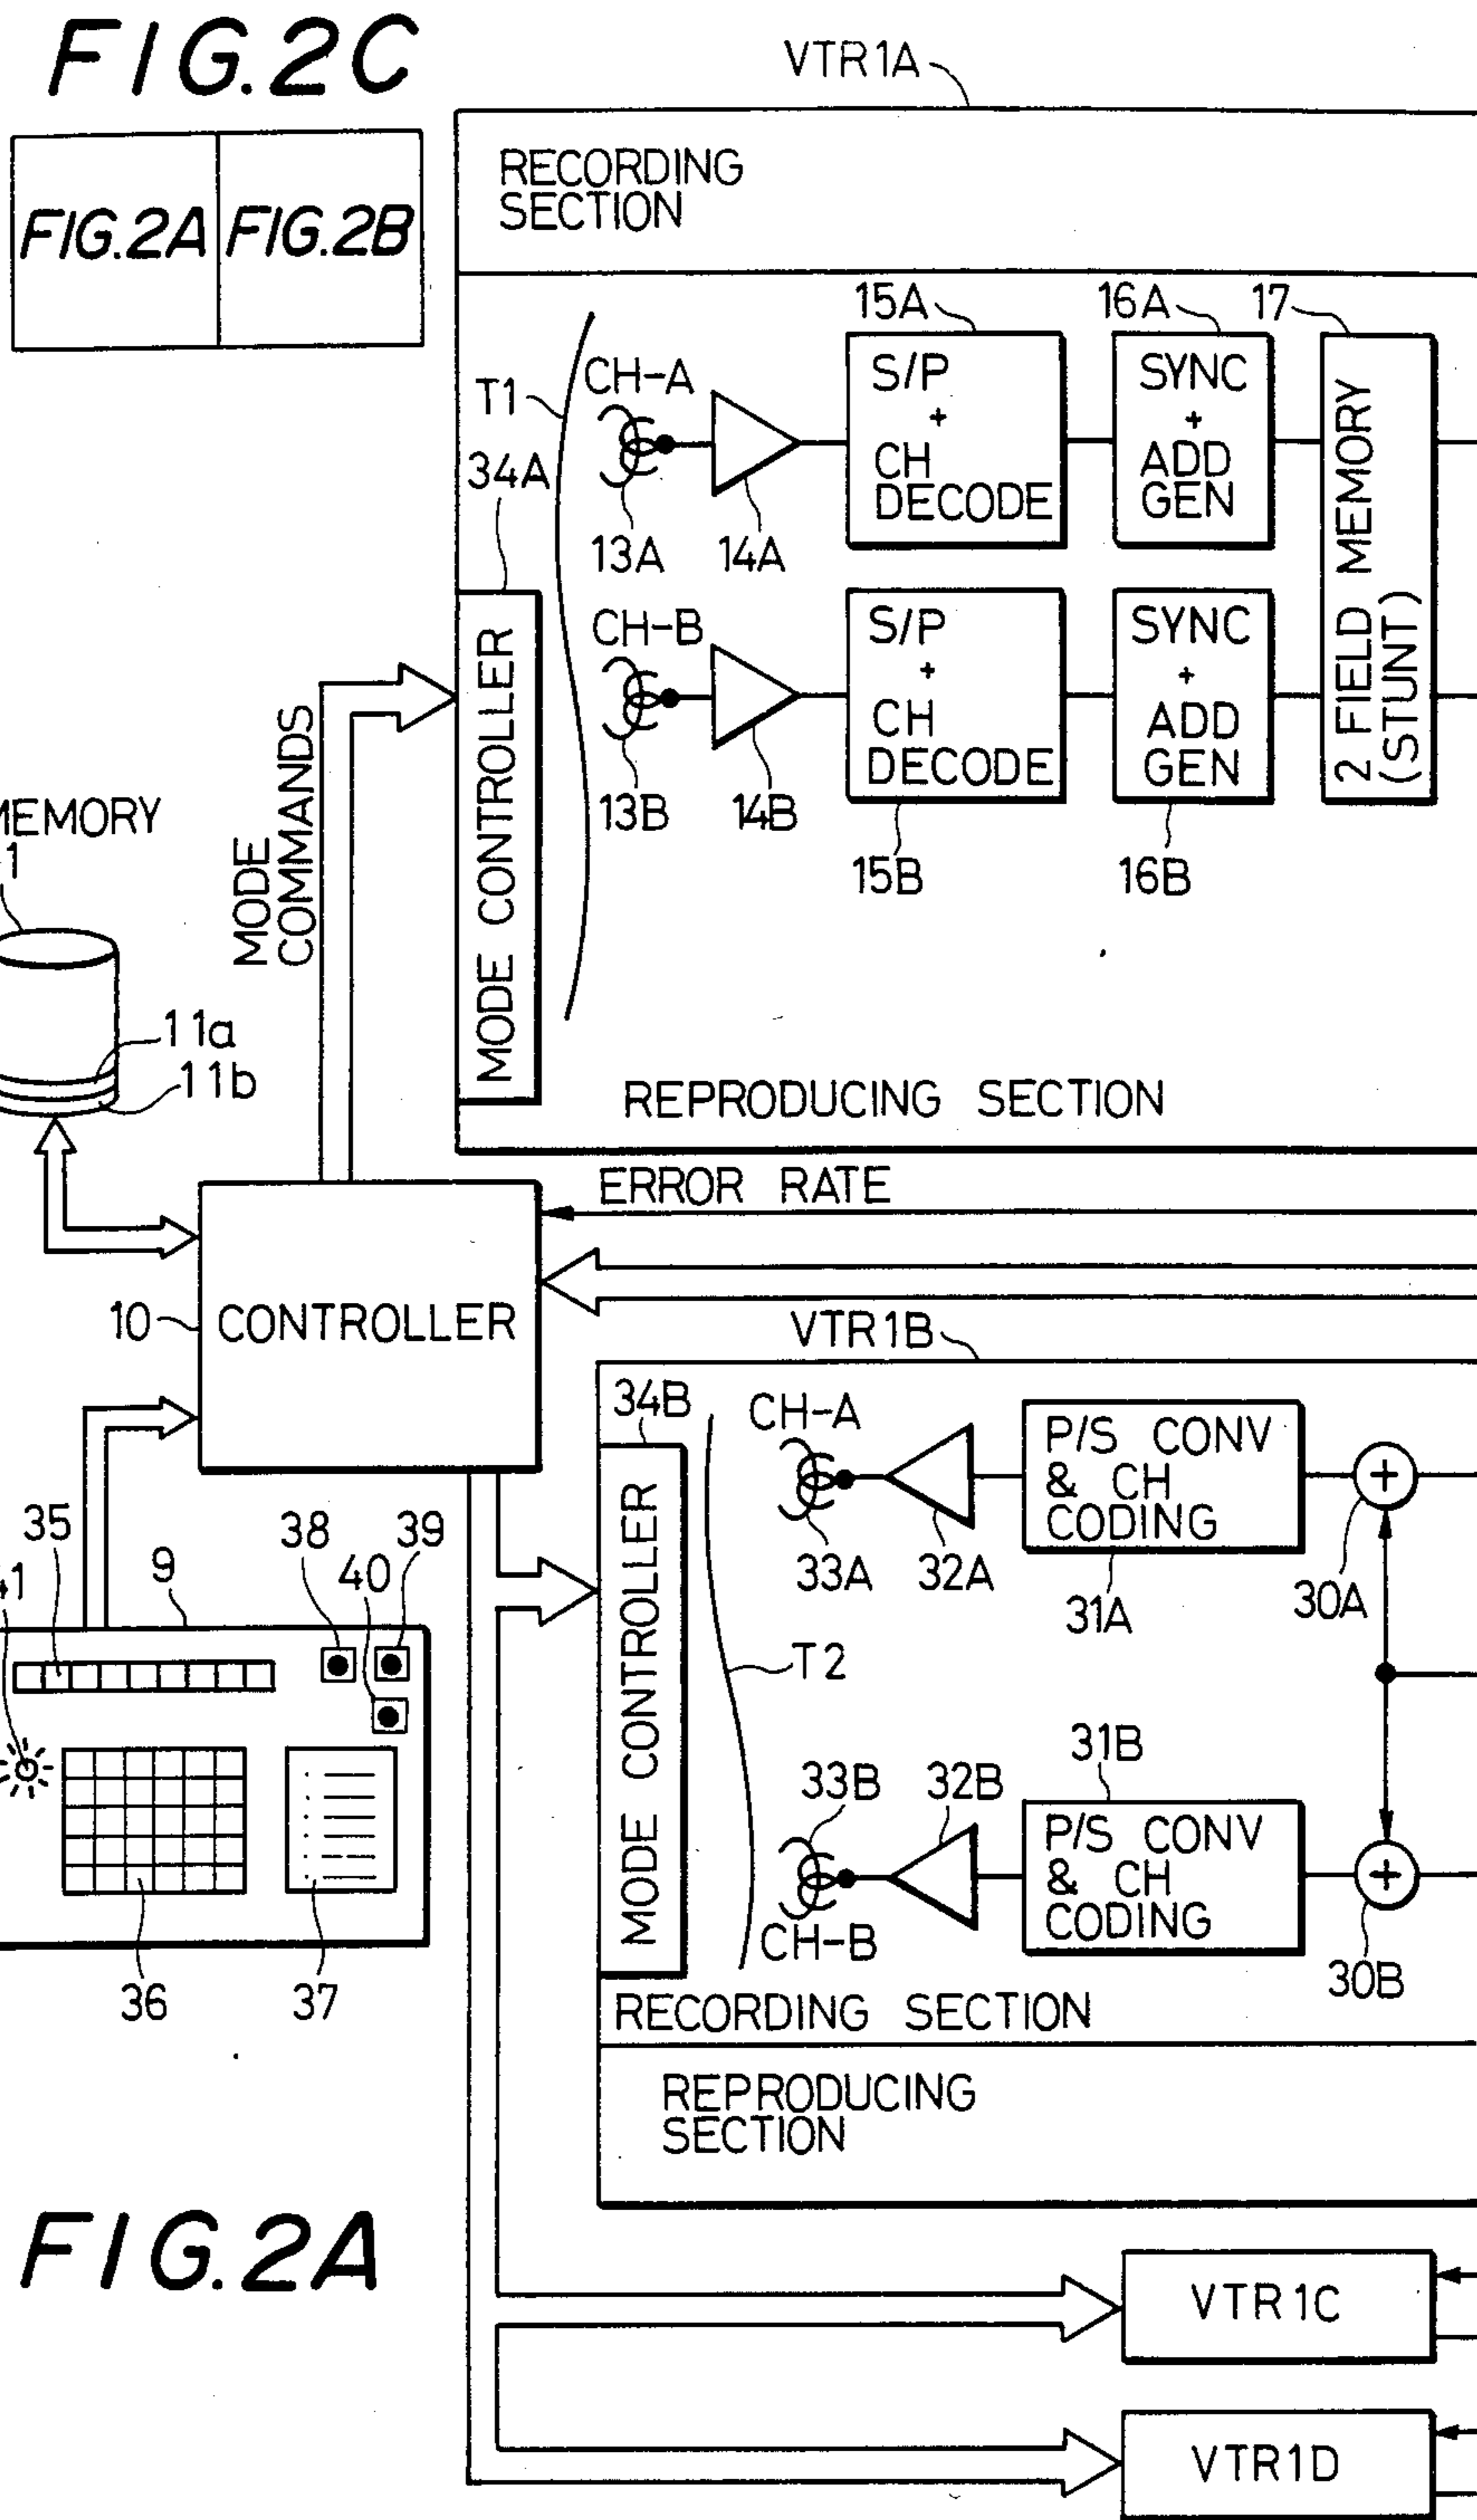 FIG.2C
FIG.2A
FIG.2B
VTR1A
RECORDING
SECTION
15A
16A
17
T1
CH-A
34A
S/P
+
CH
DECODE
SYNC
+
ADD
GEN
2 FIELD MEMORY
(STUNT)
13A
14A
MODE CONTROLLER
CH-B
S/P
+
CH
DECODE
SYNC
+
ADD
GEN
13B
14B
15B
16B
MODE
COMMANDS
MEMORY
11a
11b
REPRODUCING SECTION
ERROR RATE
10
CONTROLLER
VTR1B
34B
CH-A
P/S CONV
& CH
CODING
+
33A
32A
31A
30A
MODE CONTROLLER
T2
35
9
38
39
40
41
36
37
33B
32B
31B
P/S CONV
& CH
CODING
+
CH-B
30B
RECORDING SECTION
REPRODUCING
SECTION
FIG.2A
VTR1C
VTR1D